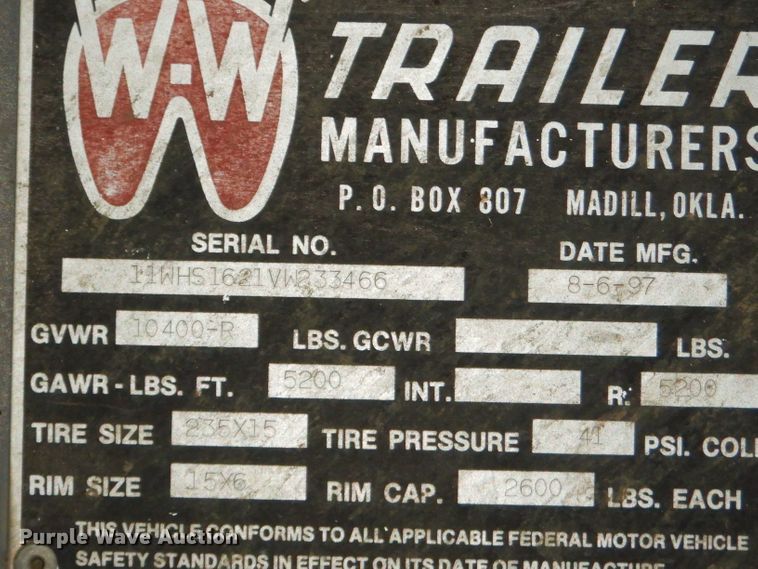 W-W TRAILER
MANUFACTURERS
P. O. BOX 807 MADILL, OKLA.
SERIAL NO. DATE MFG.
11WHS1621VW233466 8-6-97
GVWR 10400-R LBS. GCWR LBS.
GAWR - LBS. FT. 5200 INT. R. 5200
TIRE SIZE 235X15 TIRE PRESSURE 41 PSI. COL
RIM SIZE 15X6 RIM CAP. 2600 LBS. EACH
THIS VEHICLE CONFORMS TO ALL APPLICABLE FEDERAL MOTOR VEHICLE
SAFETY STANDARDS IN EFFECT ON ITS DATE OF MANUFACTURE
Purple Wave Auction